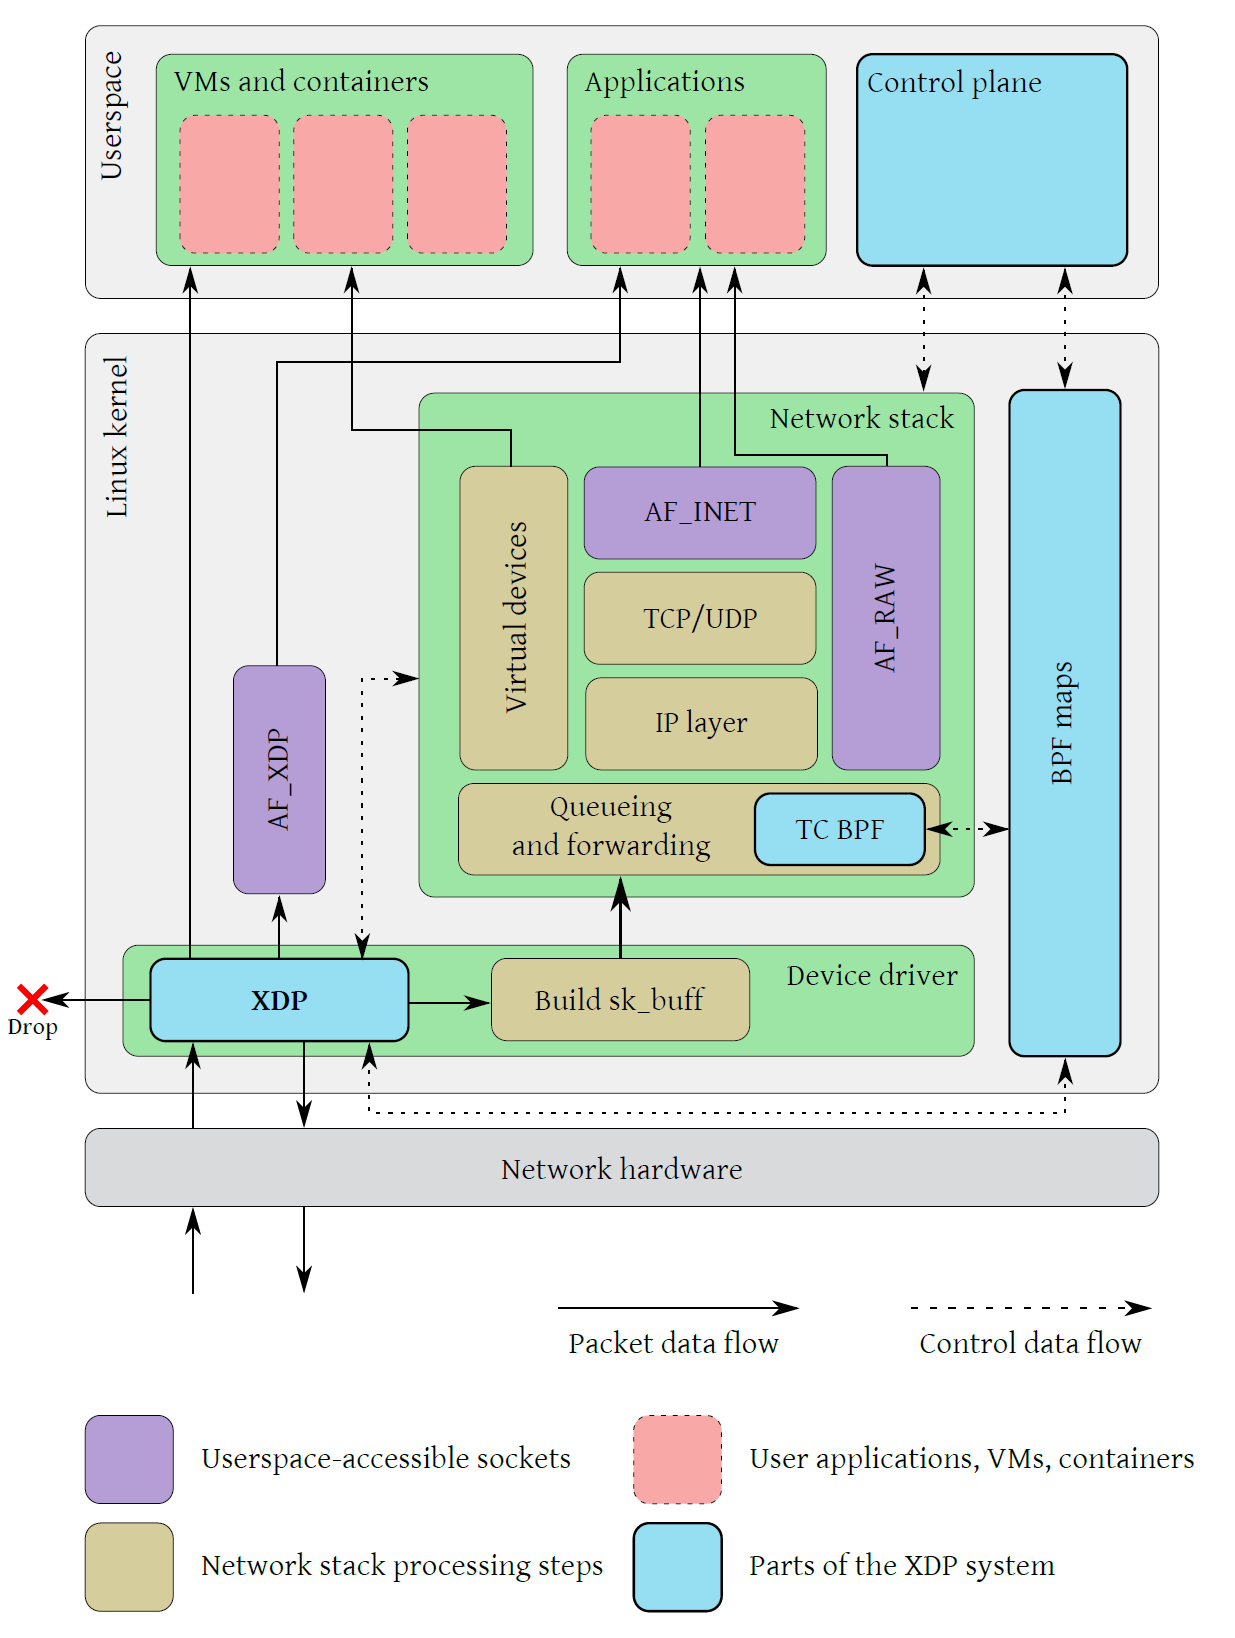 Userspace
VMs and containers
Applications
Control plane
Linux kernel
Network stack
Virtual devices
AF_INET
TCP/UDP
IP layer
AF_RAW
BPF maps
AF_XDP
Queueing
and forwarding
TC BPF
Device driver
XDP
Build sk_buff
Drop
Network hardware
Packet data flow
Control data flow
Userspace-accessible sockets
User applications, VMs, containers
Network stack processing steps
Parts of the XDP system